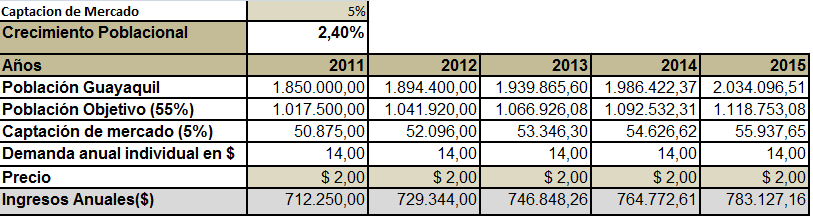 Captacion de Mercado 5%
Crecimiento Poblacional 2,40%
Años 2011 2012 2013 2014 2015
Población Guayaquil 1.850.000,00 1.894.400,00 1.939.865,60 1.986.422,37 2.034.096,51
Población Objetivo (55%) 1.017.500,00 1.041.920,00 1.066.926,08 1.092.532,31 1.118.753,08
Captación de mercado (5%) 50.875,00 52.096,00 53.346,30 54.626,62 55.937,65
Demanda anual individual en $ 14,00 14,00 14,00 14,00 14,00
Precio $ 2,00 $ 2,00 $ 2,00 $ 2,00 $ 2,00
Ingresos Anuales($) 712.250,00 729.344,00 746.848,26 764.772,61 783.127,16